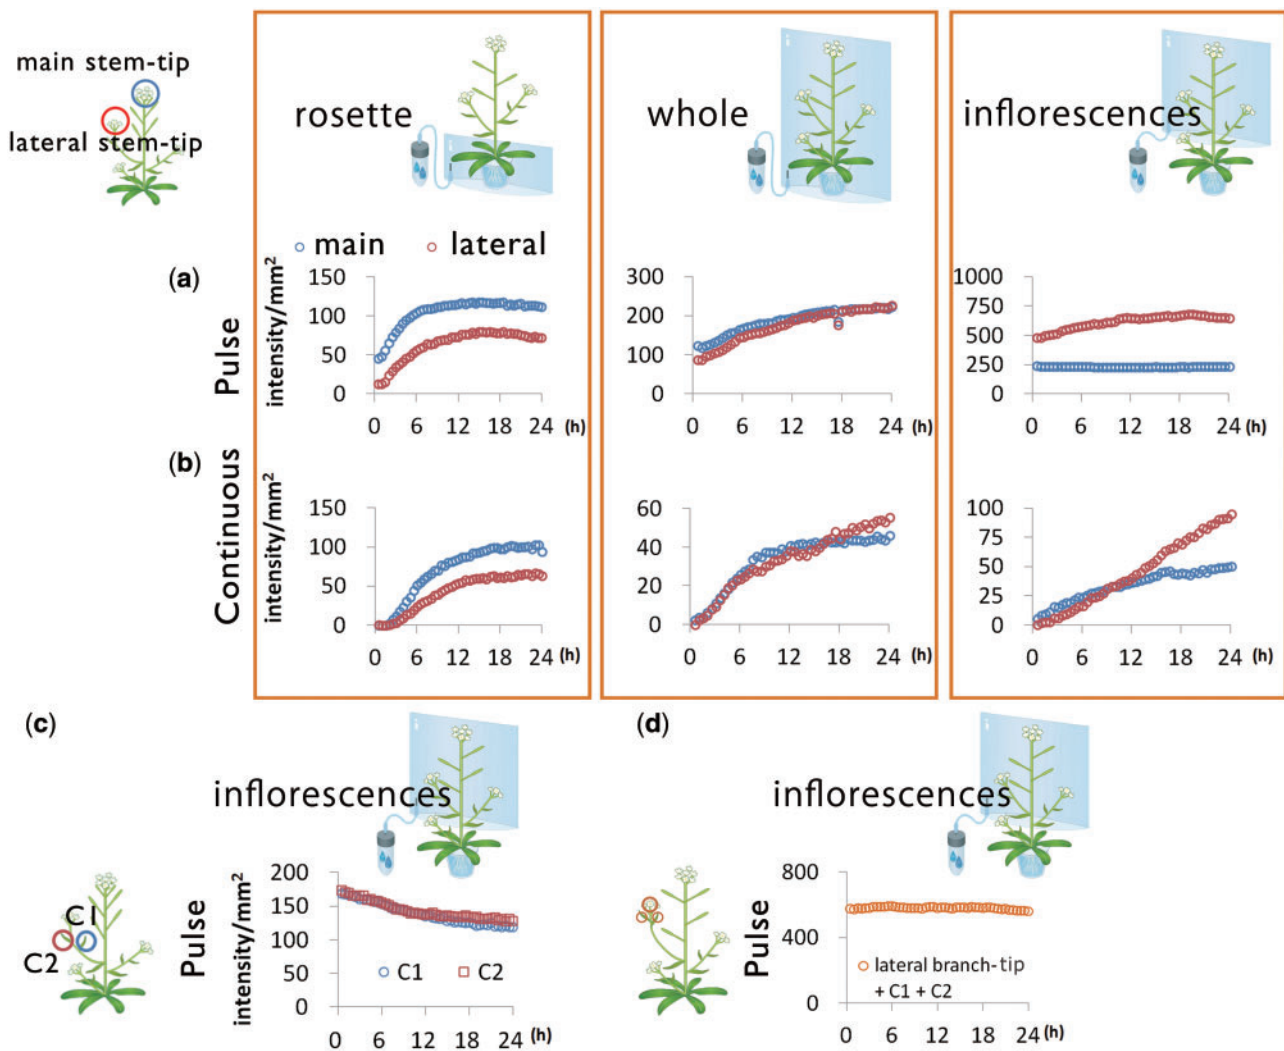 main stem-tip
lateral stem-tip
rosette
whole
inflorescences
main lateral
(a)
Pulse
intensity/mm²
150
100
50
0
0 6 12 18 24 (h)
300
200
100
0
0 6 12 18 24 (h)
1000
750
500
250
0
0 6 12 18 24 (h)
(b)
Continuous
intensity/mm²
150
100
50
0
0 6 12 18 24 (h)
60
40
20
0
0 6 12 18 24 (h)
100
75
50
25
0
0 6 12 18 24 (h)
(c)
inflorescences
C1
C2
Pulse
intensity/mm²
200
150
100
50
0
C1 C2
0 6 12 18 24 (h)
(d)
inflorescences
Pulse
800
400
0
lateral branch-tip
+ C1 + C2
0 6 12 18 24 (h)